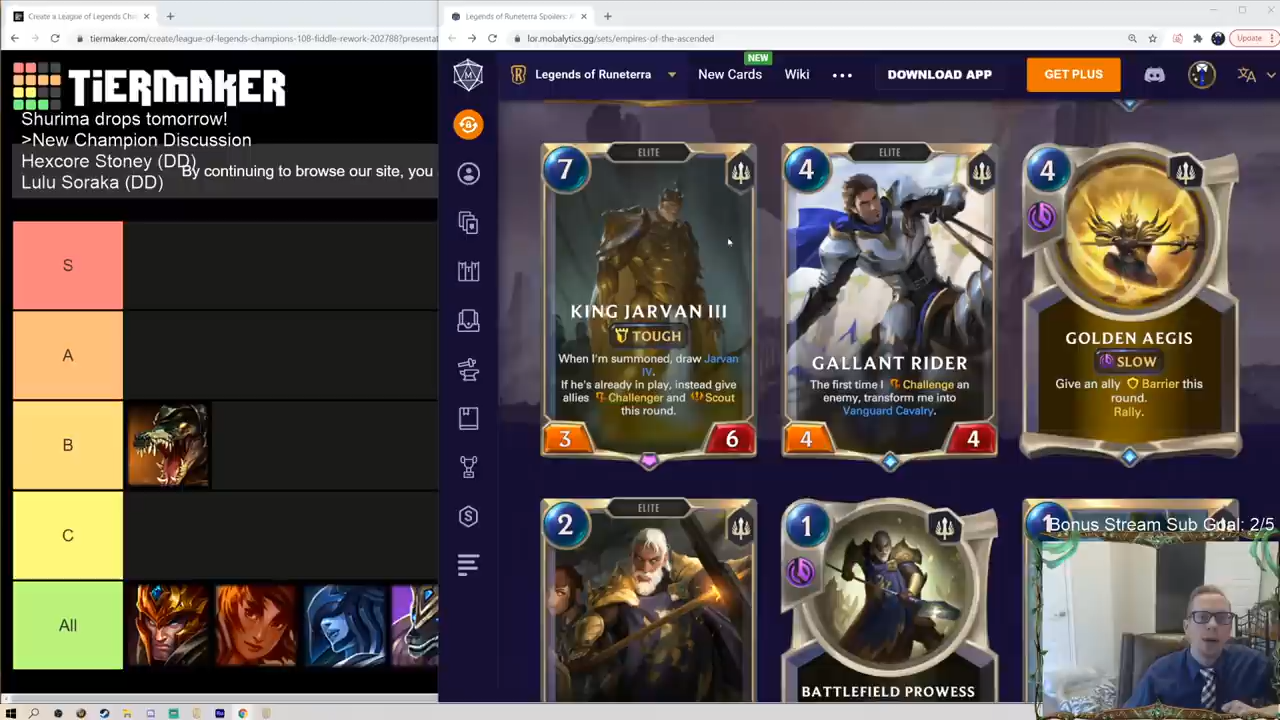 Create a League of Legends Cha
tiermaker.com/create/league-of-legends-champions-108-fiddle-rework-202788?presentat
TiERMAKER
Shurima drops tomorrow!
>New Champion Discussion
Hexcore Stoney (DD)
Lulu Soraka (DD)
By continuing to browse our site, you
S
A
B
C
All
Legends of Runeterra Spoilers: A
lor.mobalytics.gg/sets/empires-of-the-ascended
Update
Legends of Runeterra
New Cards
NEW
Wiki
DOWNLOAD APP
GET PLUS
ELITE
7
KING JARVAN III
TOUGH
When I'm summoned, draw Jarvan
IV.
If he's already in play, instead give
allies Challenger and Scout
this round.
3
6
ELITE
4
GALLANT RIDER
The first time I Challenge an
enemy, transform me into
Vanguard Cavalry.
4
4
4
GOLDEN AEGIS
SLOW
Give an ally Barrier this
round.
Rally.
ELITE
2
1
BATTLEFIELD PROWESS
1
Bonus Stream Sub Goal: 2/5